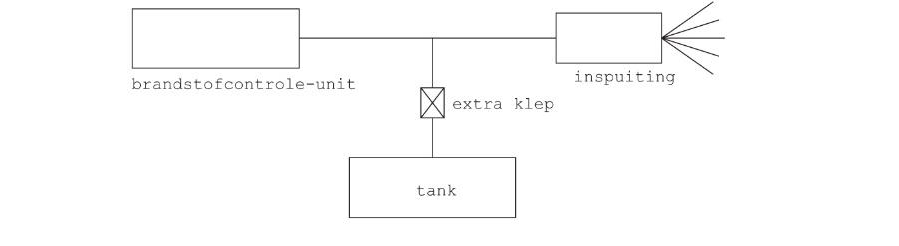 brandstofcontrole-unit
inspuiting
extra klep
tank